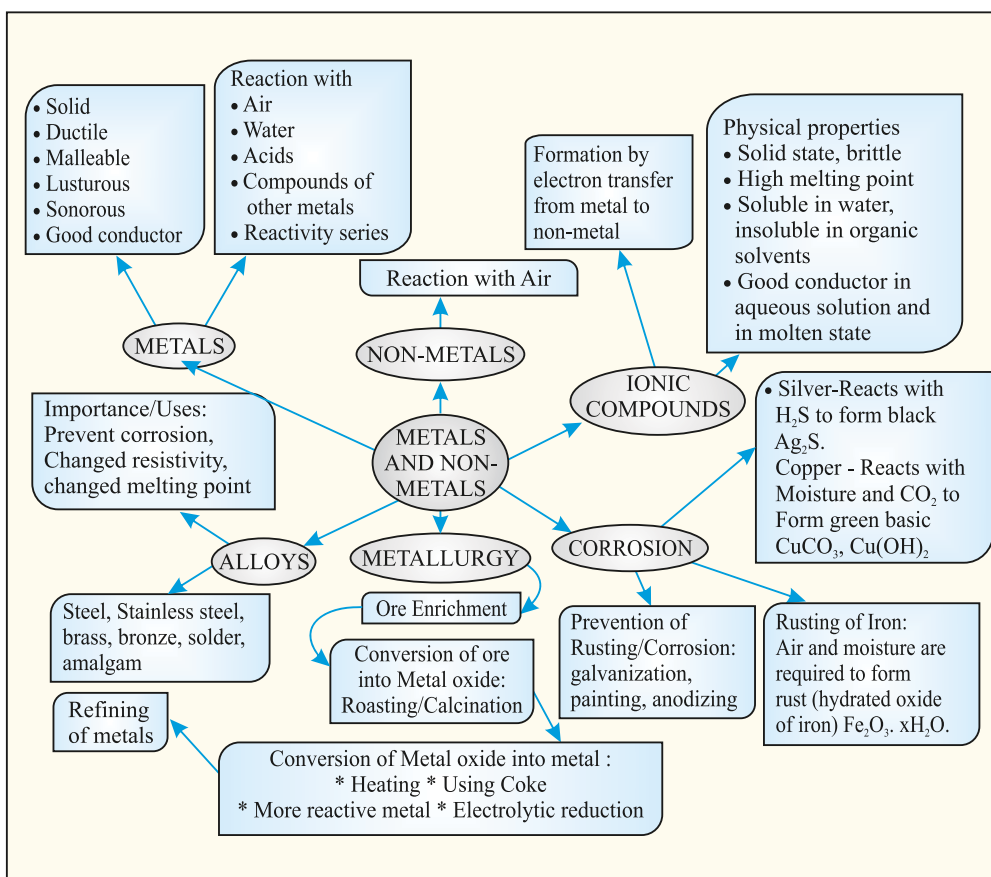 • Solid
• Ductile
• Malleable
• Lusturous
• Sonorous
• Good conductor
Reaction with
• Air
• Water
• Acids
• Compounds of
other metals
• Reactivity series
Formation by
electron transfer
from metal to
non-metal
Physical properties
• Solid state, brittle
• High melting point
• Soluble in water,
insoluble in organic
solvents
• Good conductor in
aqueous solution and
in molten state
Reaction with Air
METALS
NON-METALS
IONIC
COMPOUNDS
Importance/Uses:
Prevent corrosion,
Changed resistivity,
changed melting point
METALS
AND NON-
METALS
• Silver-Reacts with
H₂S to form black
Ag₂S.
Copper - Reacts with
Moisture and CO₂ to
Form green basic
CuCO₃, Cu(OH)₂
ALLOYS
METALLURGY
CORROSION
Steel, Stainless steel,
brass, bronze, solder,
amalgam
Ore Enrichment
Conversion of ore
into Metal oxide:
Roasting/Calcination
Prevention of
Rusting/Corrosion:
galvanization,
painting, anodizing
Rusting of Iron:
Air and moisture are
required to form
rust (hydrated oxide
of iron) Fe₂O₃. xH₂O.
Refining
of metals
Conversion of Metal oxide into metal :
* Heating * Using Coke
* More reactive metal * Electrolytic reduction